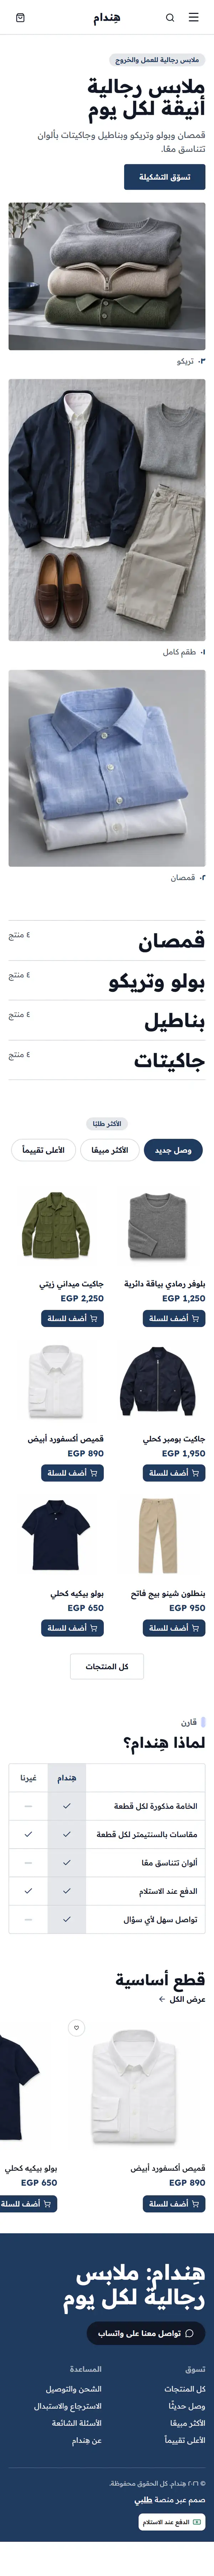 هِندام
ملابس رجالية للعمل والخروج
ملابس رجالية
أنيقة لكل يوم
قمصان وبولو وتريكو وبناطيل وجاكيتات بألوان
تتناسق معًا.
تسوّق التشكيلة
٠٣ تريكو
٠١ طقم كامل
٠٢ قمصان
قمصان
٤ منتج
بولو وتريكو
٤ منتج
بناطيل
٤ منتج
جاكيتات
٤ منتج
الأكثر طلبًا
وصل جديد
الأكثر مبيعًا
الأعلى تقييماً
بلوفر رمادي بياقة دائرية
1,250 EGP
أضف للسلة
جاكيت ميداني زيتي
2,250 EGP
أضف للسلة
جاكيت بومبر كحلي
1,950 EGP
أضف للسلة
قميص أكسفورد أبيض
890 EGP
أضف للسلة
بنطلون شينو بيج فاتح
950 EGP
أضف للسلة
بولو بيكيه كحلي
650 EGP
أضف للسلة
كل المنتجات
قارن
لماذا هِندام؟
هِندام
غيرنا
الخامة مذكورة لكل قطعة
مقاسات بالسنتيمتر لكل قطعة
ألوان تتناسق معًا
الدفع عند الاستلام
تواصل سهل لأي سؤال
قطع أساسية
عرض الكل
قميص أكسفورد أبيض
890 EGP
أضف للسلة
بولو بيكيه كحلي
650 EGP
أضف للسلة
هِندام: ملابس
رجالية لكل يوم
تواصل معنا على واتساب
تسوق
كل المنتجات
وصل حديثًا
الأكثر مبيعًا
الأعلى تقييماً
المساعدة
الشحن والتوصيل
الاسترجاع والاستبدال
الأسئلة الشائعة
عن هِندام
© ٢٠٢٦ هِندام. كل الحقوق محفوظة.
صمم عبر منصة طلبي
الدفع عند الاستلام